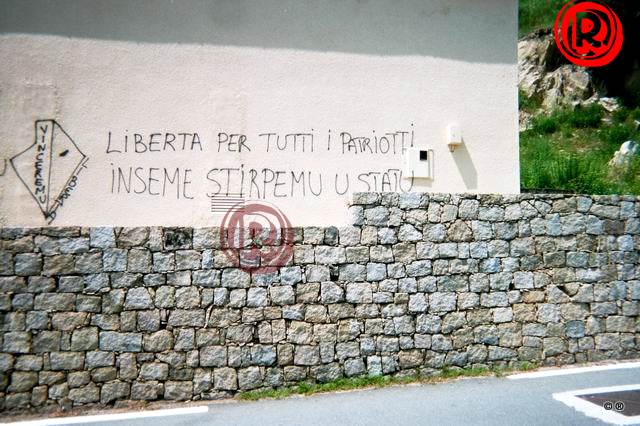 LIBERTA PER TUTTI I PATRIOTTI
INSEME STIRPEMU U STATU
VINCEREMU
R
R
© ®